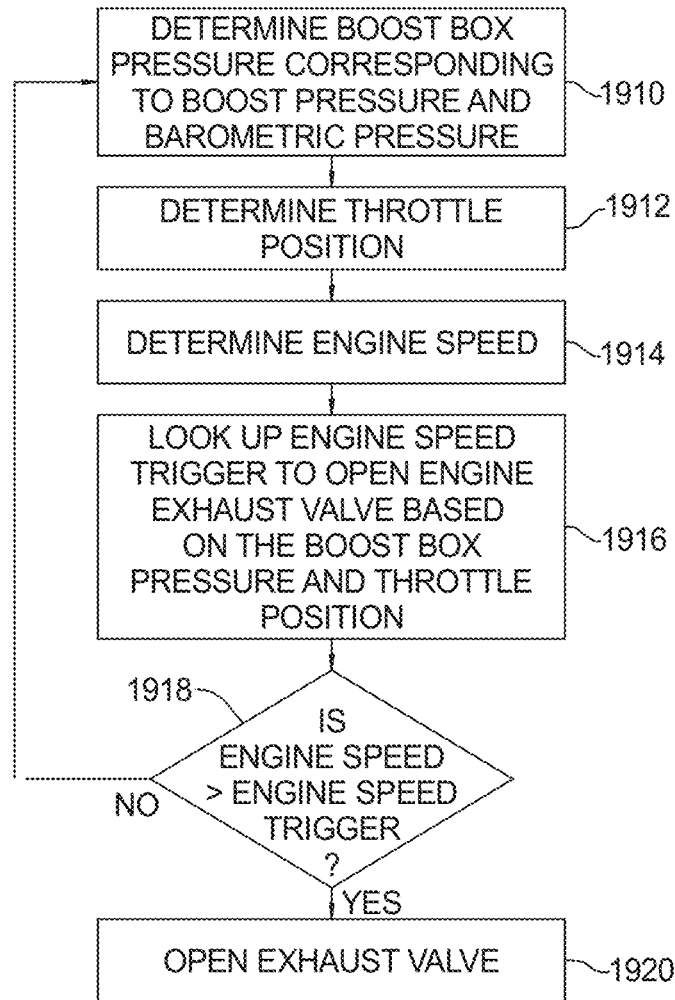 DETERMINE BOOST BOX
PRESSURE CORRESPONDING
TO BOOST PRESSURE AND
BAROMETRIC PRESSURE
1910
DETERMINE THROTTLE
POSITION
1912
DETERMINE ENGINE SPEED
1914
LOOK UP ENGINE SPEED
TRIGGER TO OPEN ENGINE
EXHAUST VALVE BASED
ON THE BOOST BOX
PRESSURE AND THROTTLE
POSITION
1916
1918
IS
ENGINE SPEED
> ENGINE SPEED
TRIGGER
?
NO
YES
OPEN EXHAUST VALVE
1920